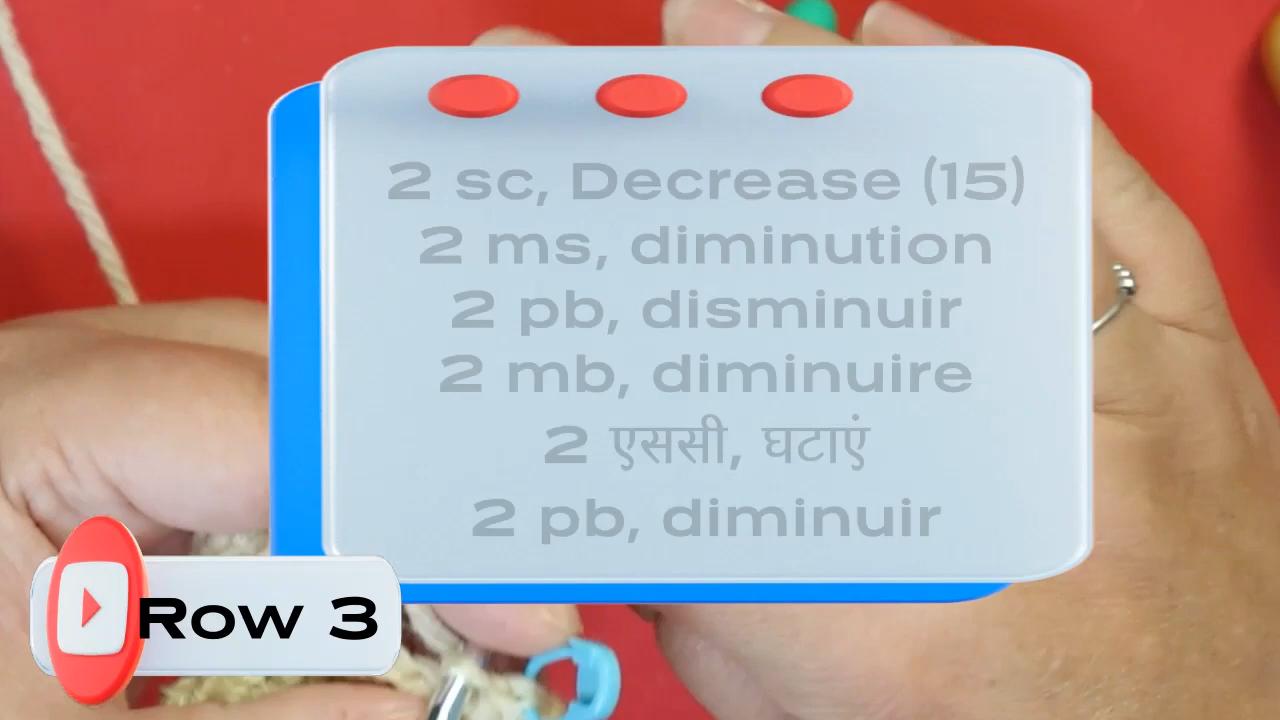 2 sc, Decrease (15)
2 ms, diminution
2 pb, disminuir
2 mb, diminuire
2 एससी, घटाएं
2 pb, diminuir
Row 3